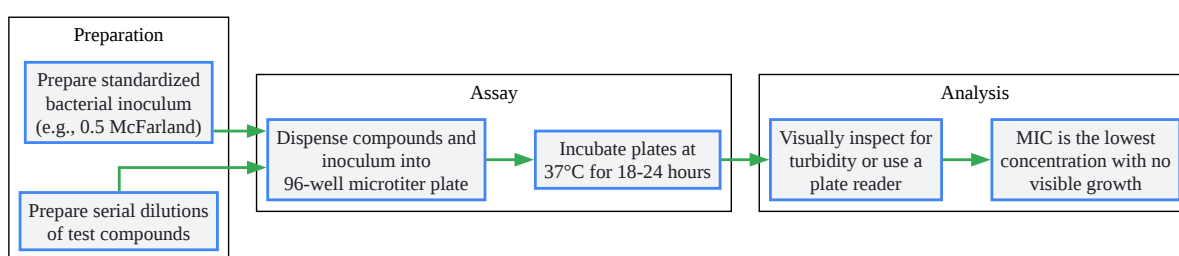 Preparation
Prepare standardized
bacterial inoculum
(e.g., 0.5 McFarland)
Prepare serial dilutions
of test compounds
Assay
Dispense compounds and
inoculum into
96-well microtiter plate
Incubate plates at
37°C for 18-24 hours
Analysis
Visually inspect for
turbidity or use a
plate reader
MIC is the lowest
concentration with no
visible growth